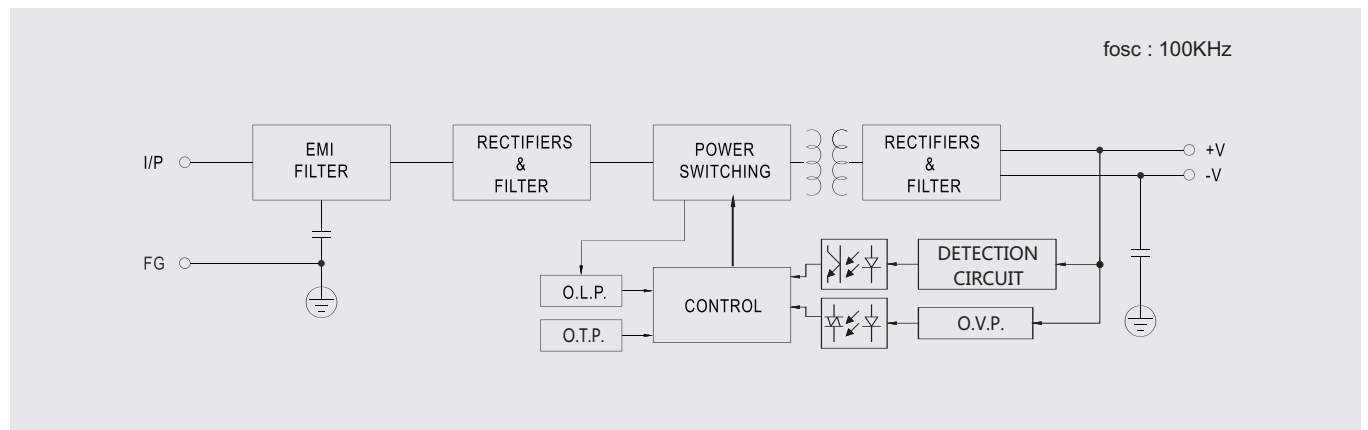 fosc : 100KHz
I/P
EMI
FILTER
RECTIFIERS
&
FILTER
POWER
SWITCHING
RECTIFIERS
&
FILTER
+V
-V
FG
O.L.P.
O.T.P.
CONTROL
DETECTION
CIRCUIT
O.V.P.